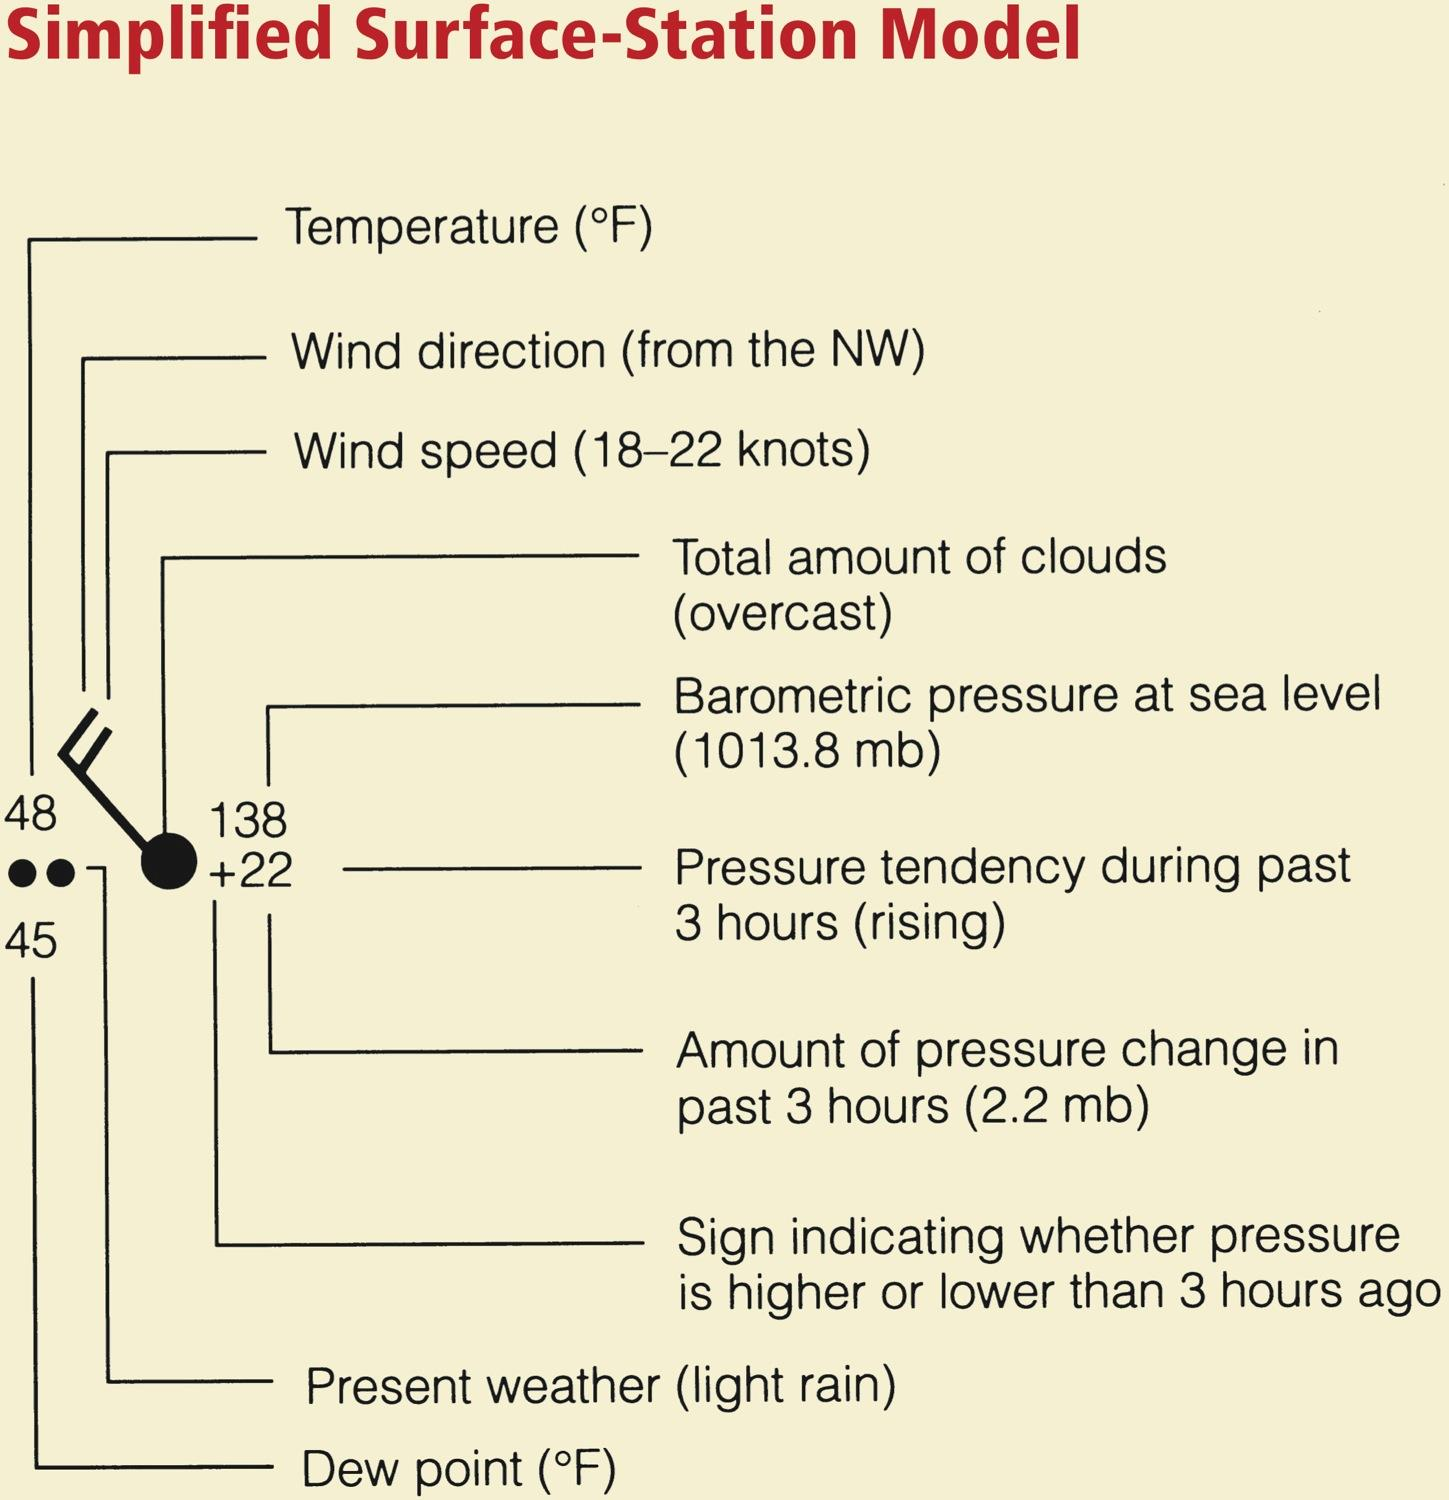 Simplified Surface-Station Model
Temperature (°F)
Wind direction (from the NW)
Wind speed (18–22 knots)
Total amount of clouds
(overcast)
Barometric pressure at sea level
(1013.8 mb)
48
138
+22
Pressure tendency during past
3 hours (rising)
45
Amount of pressure change in
past 3 hours (2.2 mb)
Sign indicating whether pressure
is higher or lower than 3 hours ago
Present weather (light rain)
Dew point (°F)